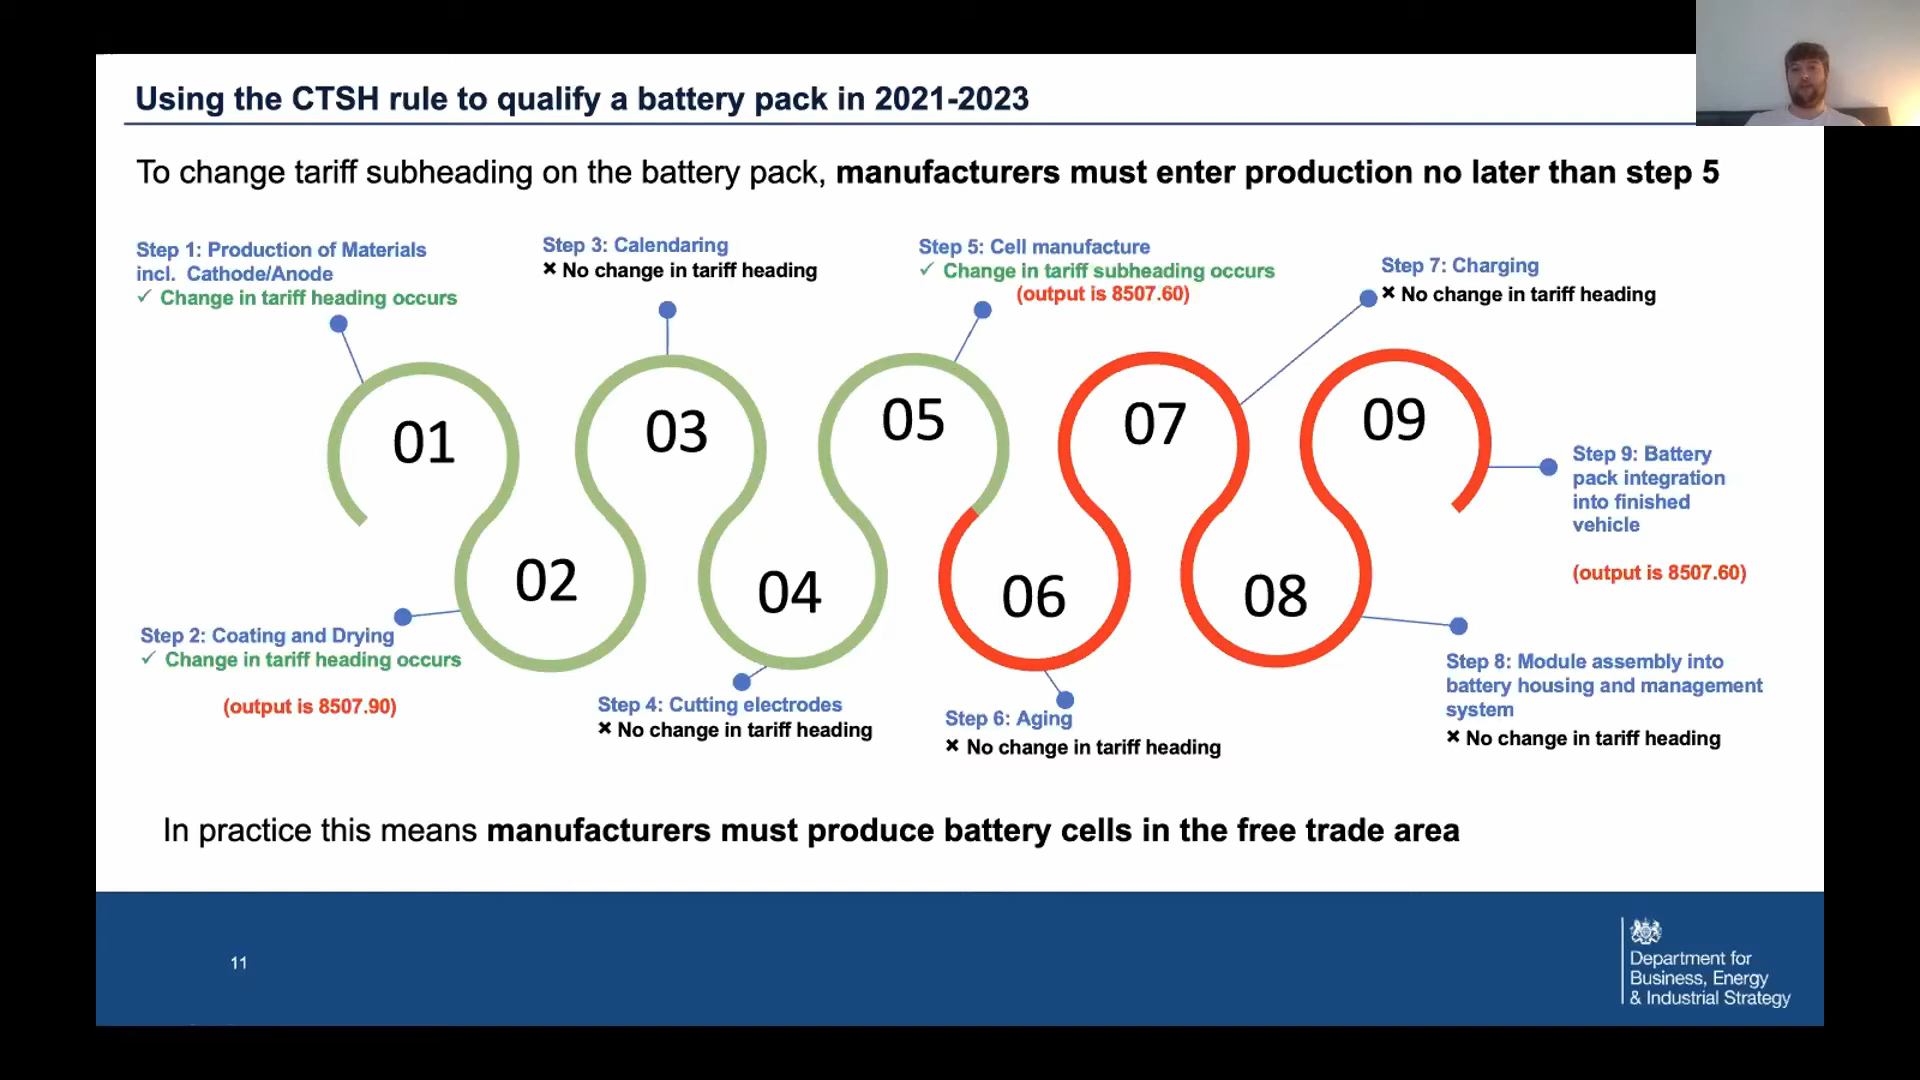 Using the CTSH rule to qualify a battery pack in 2021-2023
To change tariff subheading on the battery pack, manufacturers must enter production no later than step 5
Step 1: Production of Materials
incl. Cathode/Anode
✓ Change in tariff heading occurs
Step 3: Calendaring
✖ No change in tariff heading
Step 5: Cell manufacture
✓ Change in tariff subheading occurs
(output is 8507.60)
Step 7: Charging
✖ No change in tariff heading
01
03
05
07
09
Step 9: Battery
pack integration
into finished
vehicle
(output is 8507.60)
02
04
06
08
Step 2: Coating and Drying
✓ Change in tariff heading occurs
(output is 8507.90)
Step 4: Cutting electrodes
✖ No change in tariff heading
Step 6: Aging
✖ No change in tariff heading
Step 8: Module assembly into
battery housing and management
system
✖ No change in tariff heading
In practice this means manufacturers must produce battery cells in the free trade area
11
Department for
Business, Energy
& Industrial Strategy